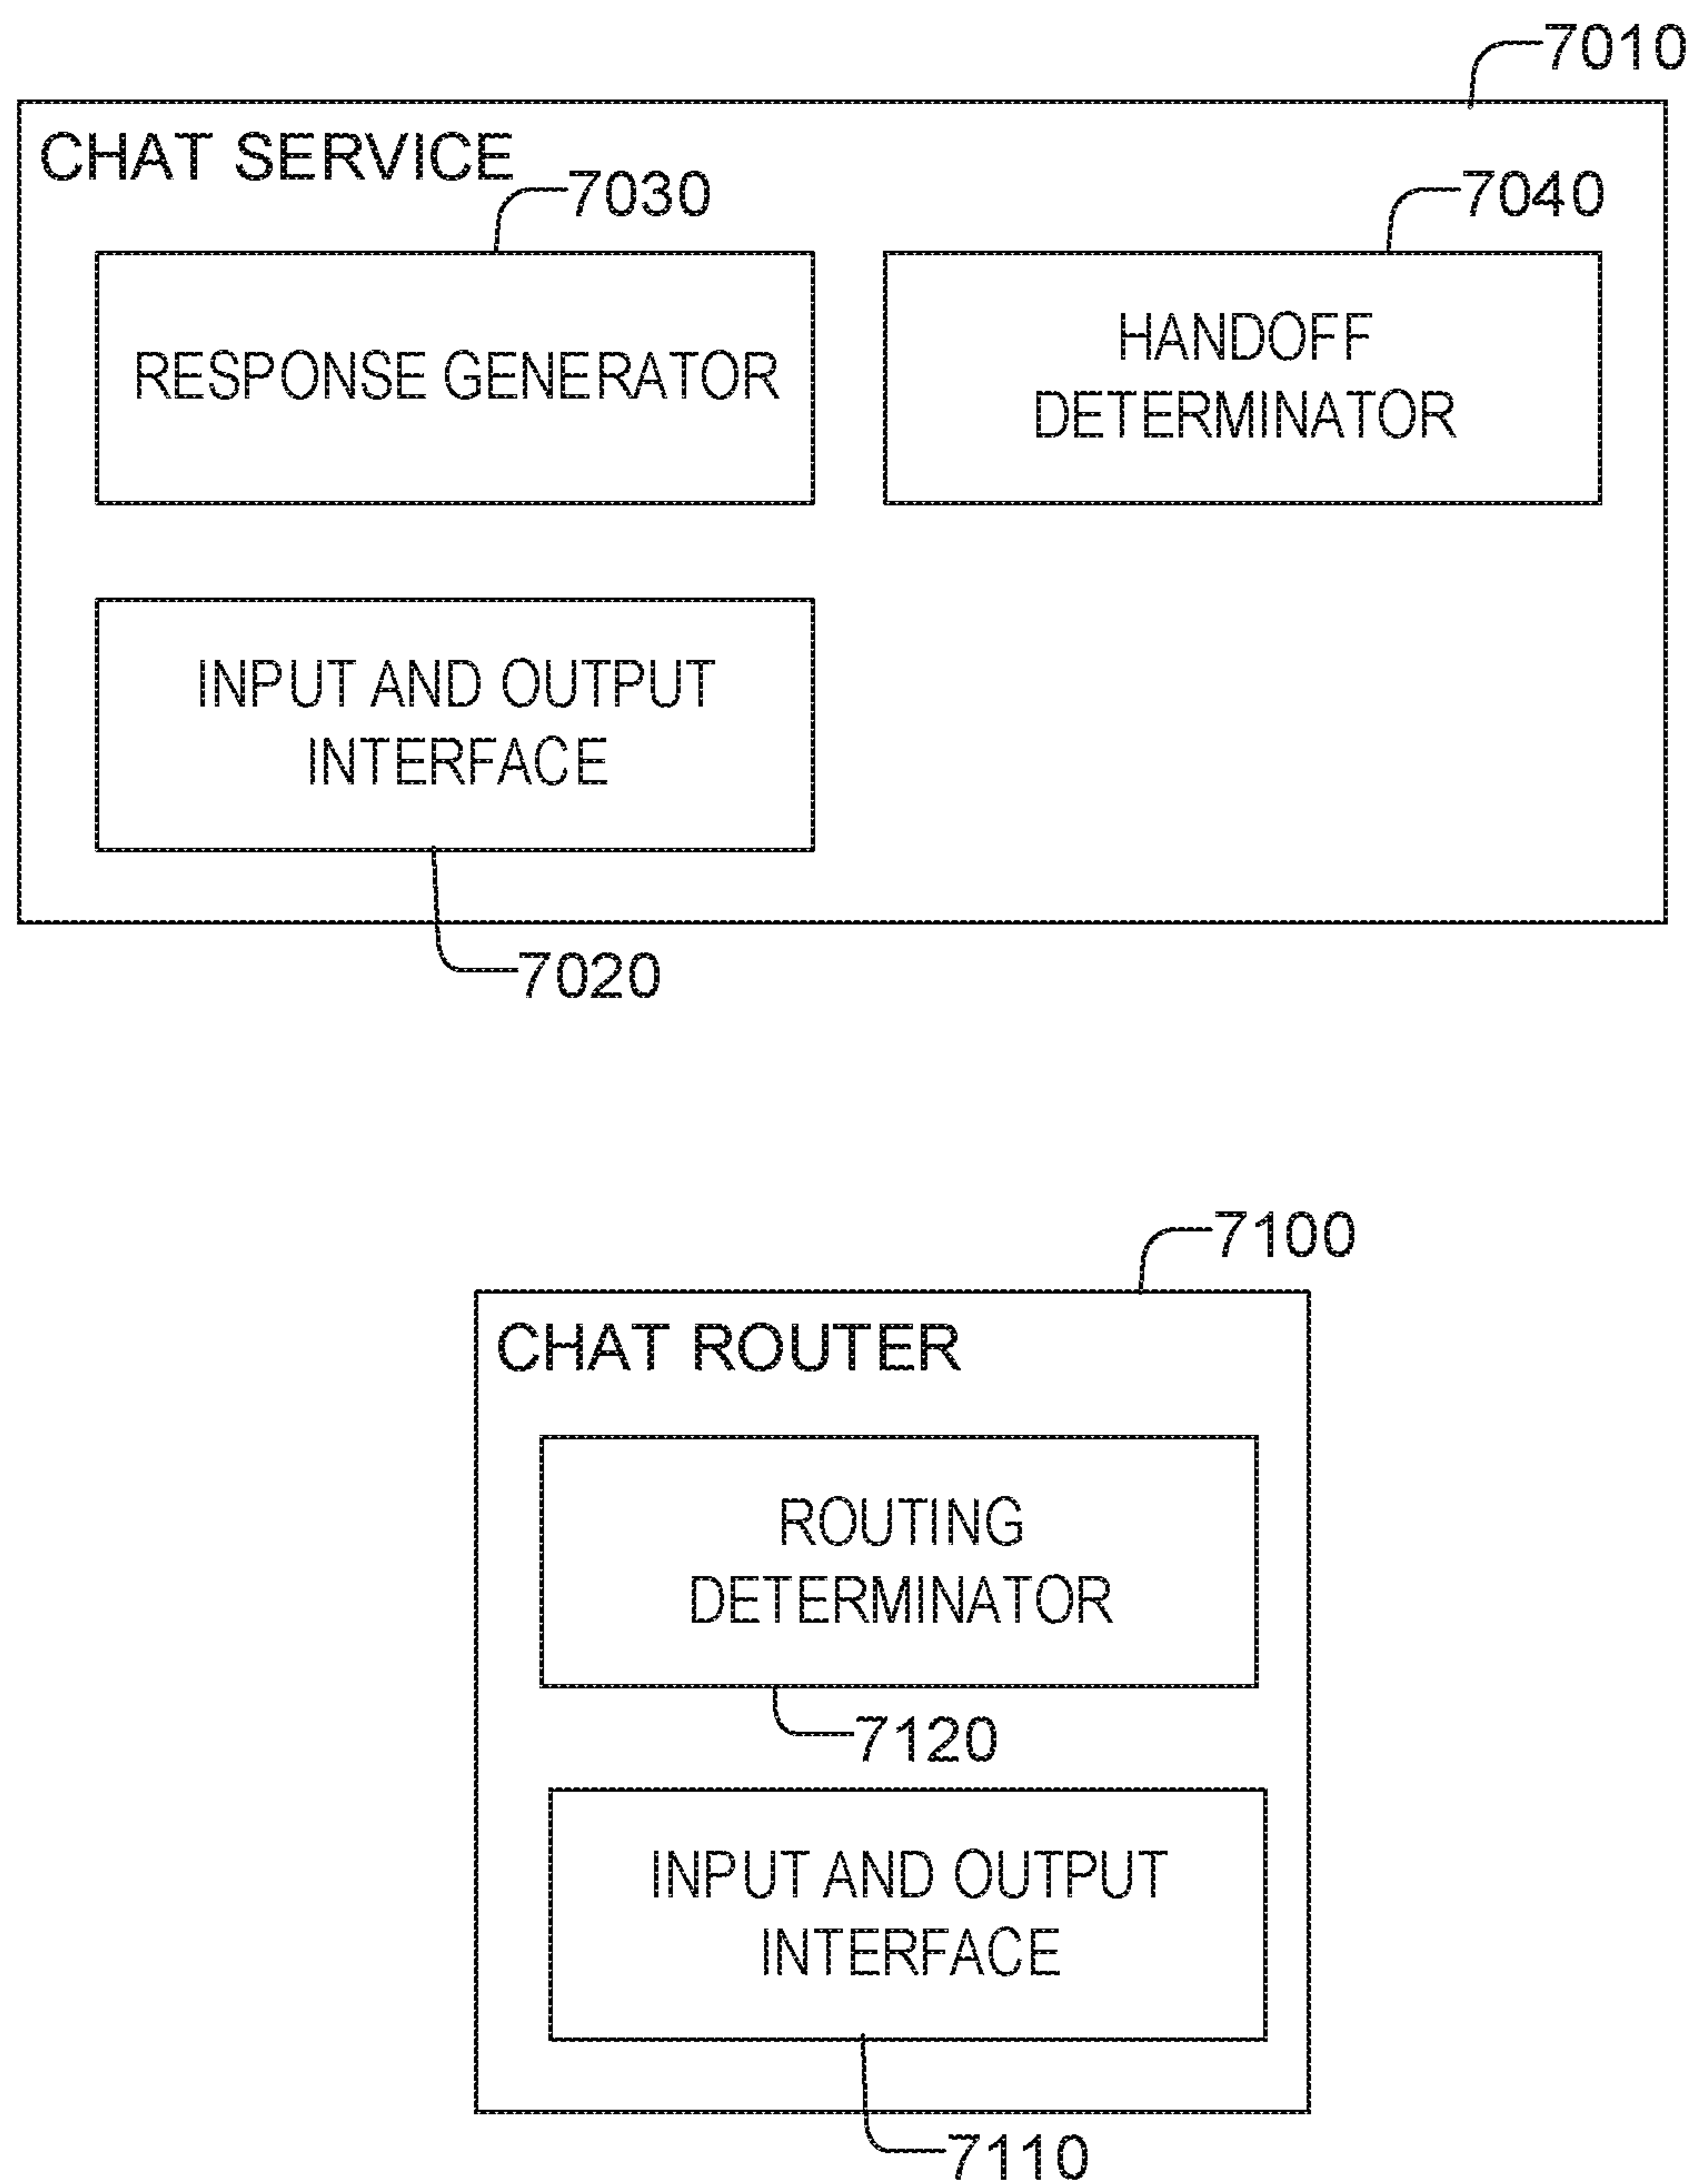 7010
CHAT SERVICE
7030
7040
RESPONSE GENERATOR
HANDOFF
DETERMINATOR
INPUT AND OUTPUT
INTERFACE
7020
7100
CHAT ROUTER
ROUTING
DETERMINATOR
7120
INPUT AND OUTPUT
INTERFACE
7110